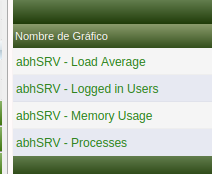 Nombre de Gráfico
abhSRV - Load Average
abhSRV - Logged in Users
abhSRV - Memory Usage
abhSRV - Processes